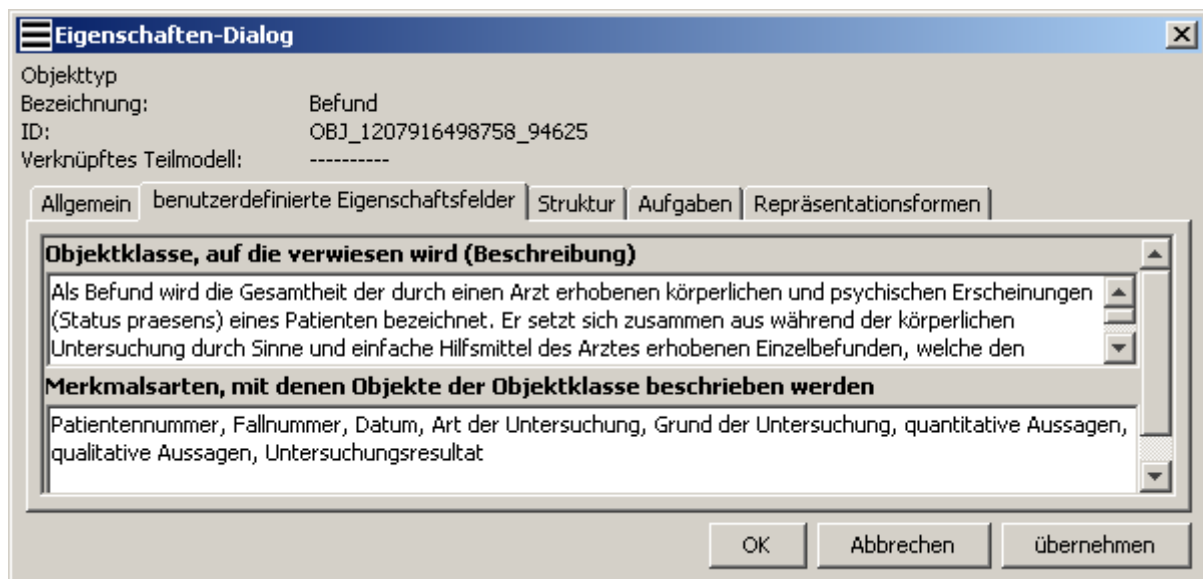 Eigenschaften-Dialog
Objekttyp
Bezeichnung: Befund
ID: OBJ_1207916498758_94625
Verknüpftes Teilmodell: ----------
Allgemein benutzerdefinierte Eigenschaftsfelder Struktur Aufgaben Repräsentationsformen
Objektklasse, auf die verwiesen wird (Beschreibung)
Als Befund wird die Gesamtheit der durch einen Arzt erhobenen körperlichen und psychischen Erscheinungen
(Status praesens) eines Patienten bezeichnet. Er setzt sich zusammen aus während der körperlichen
Untersuchung durch Sinne und einfache Hilfsmittel des Arztes erhobenen Einzelbefunden, welche den
Merkmalsarten, mit denen Objekte der Objektklasse beschrieben werden
Patientennummer, Fallnummer, Datum, Art der Untersuchung, Grund der Untersuchung, quantitative Aussagen,
qualitative Aussagen, Untersuchungsresultat
OK Abbrechen übernehmen